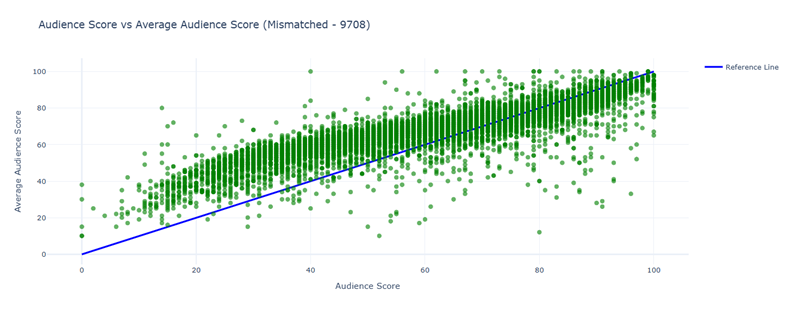 Audience Score vs Average Audience Score (Mismatched - 9708)
Reference Line
Average Audience Score
100
80
60
40
20
0
0 20 40 60 80 100
Audience Score